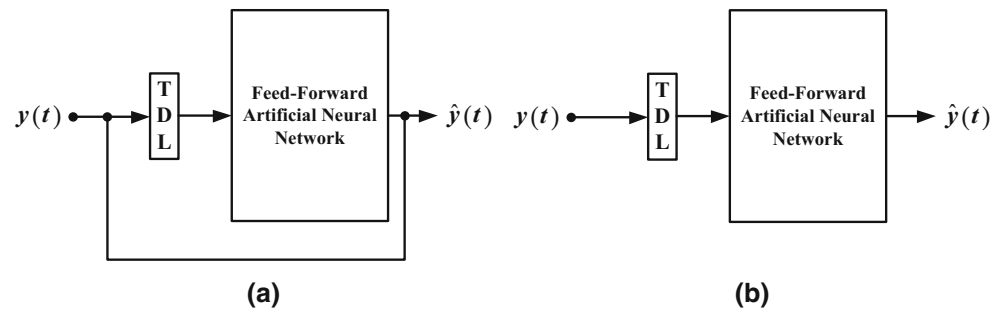 y(t)
T
D
L
Feed-Forward
Artificial Neural
Network
ŷ(t)
(a)
y(t)
T
D
L
Feed-Forward
Artificial Neural
Network
ŷ(t)
(b)